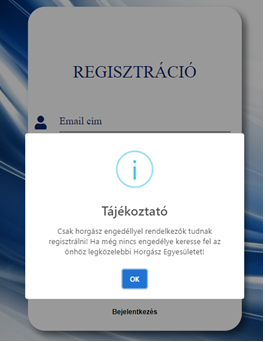 REGISZTRÁCIÓ
Email cím
i
Tájékoztató
Csak horgász engedéllyel rendelkezők tudnak
regisztrálni! Ha még nincs engedélye keresse fel az
önhöz legközelebbi Horgász Egyesületet!
OK
Bejelentkezés